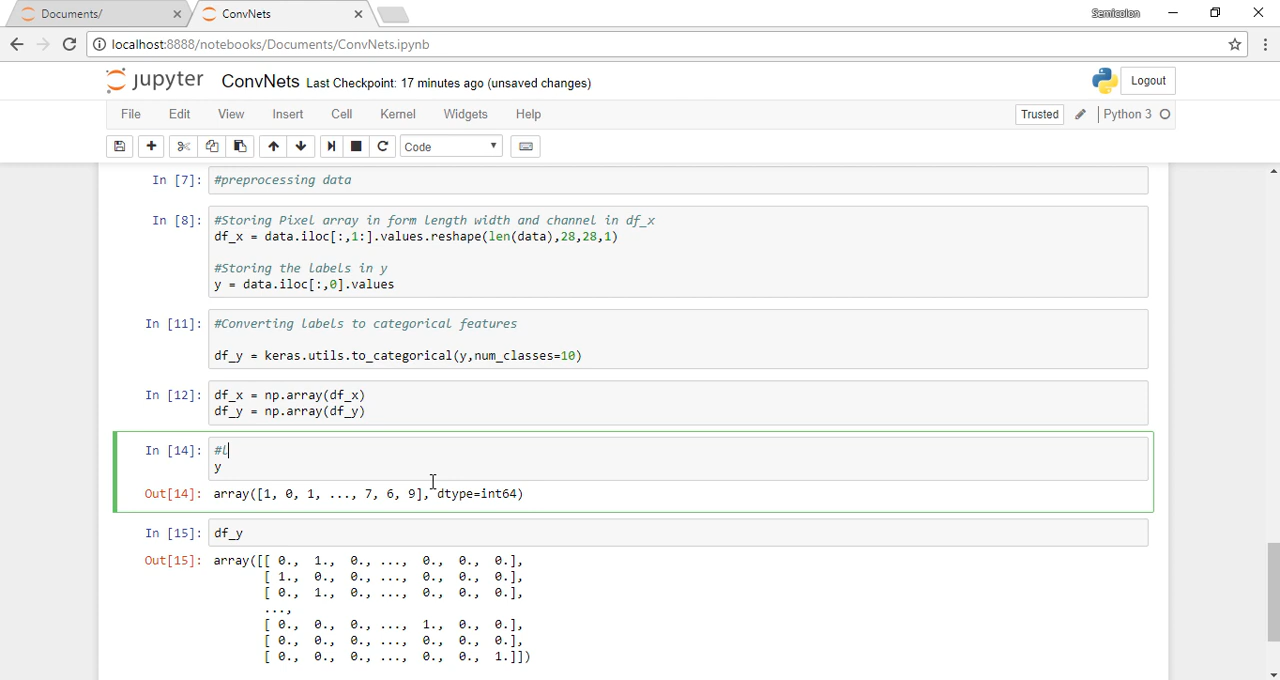 Documents/
ConvNets
Semicolon
localhost:8888/notebooks/Documents/ConvNets.ipynb
jupyter ConvNets Last Checkpoint: 17 minutes ago (unsaved changes)
Logout
File Edit View Insert Cell Kernel Widgets Help
Trusted
Python 3
Code
In [7]: #preprocessing data
In [8]: #Storing Pixel array in form length width and channel in df_x
df_x = data.iloc[:,1:].values.reshape(len(data),28,28,1)
#Storing the labels in y
y = data.iloc[:,0].values
In [11]: #Converting labels to categorical features
df_y = keras.utils.to_categorical(y,num_classes=10)
In [12]: df_x = np.array(df_x)
df_y = np.array(df_y)
In [14]: #l
y
Out[14]: array([1, 0, 1, ..., 7, 6, 9], dtype=int64)
In [15]: df_y
Out[15]: array([[ 0., 1., 0., ..., 0., 0., 0.],
[ 1., 0., 0., ..., 0., 0., 0.],
[ 0., 1., 0., ..., 0., 0., 0.],
...,
[ 0., 0., 0., ..., 1., 0., 0.],
[ 0., 0., 0., ..., 0., 0., 0.],
[ 0., 0., 0., ..., 0., 0., 1.]])